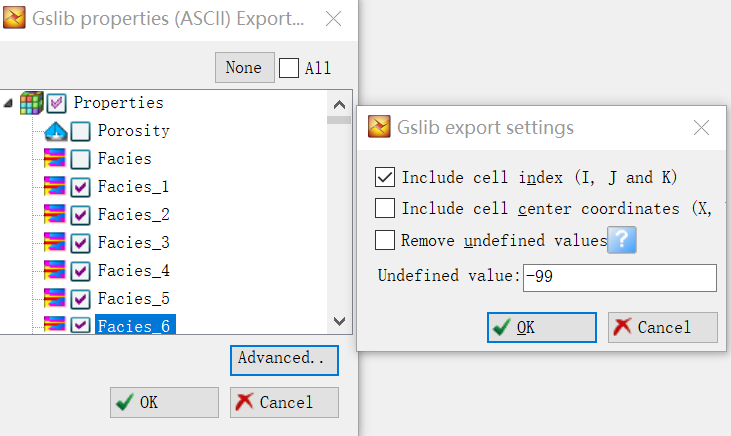 Gslib properties (ASCII) Export...
None
All
Properties
Porosity
Facies
Facies_1
Facies_2
Facies_3
Facies_4
Facies_5
Facies_6
Advanced..
OK
Cancel
Gslib export settings
Include cell index (I, J and K)
Include cell center coordinates (X,
Remove undefined values
?
Undefined value:
-99
OK
Cancel